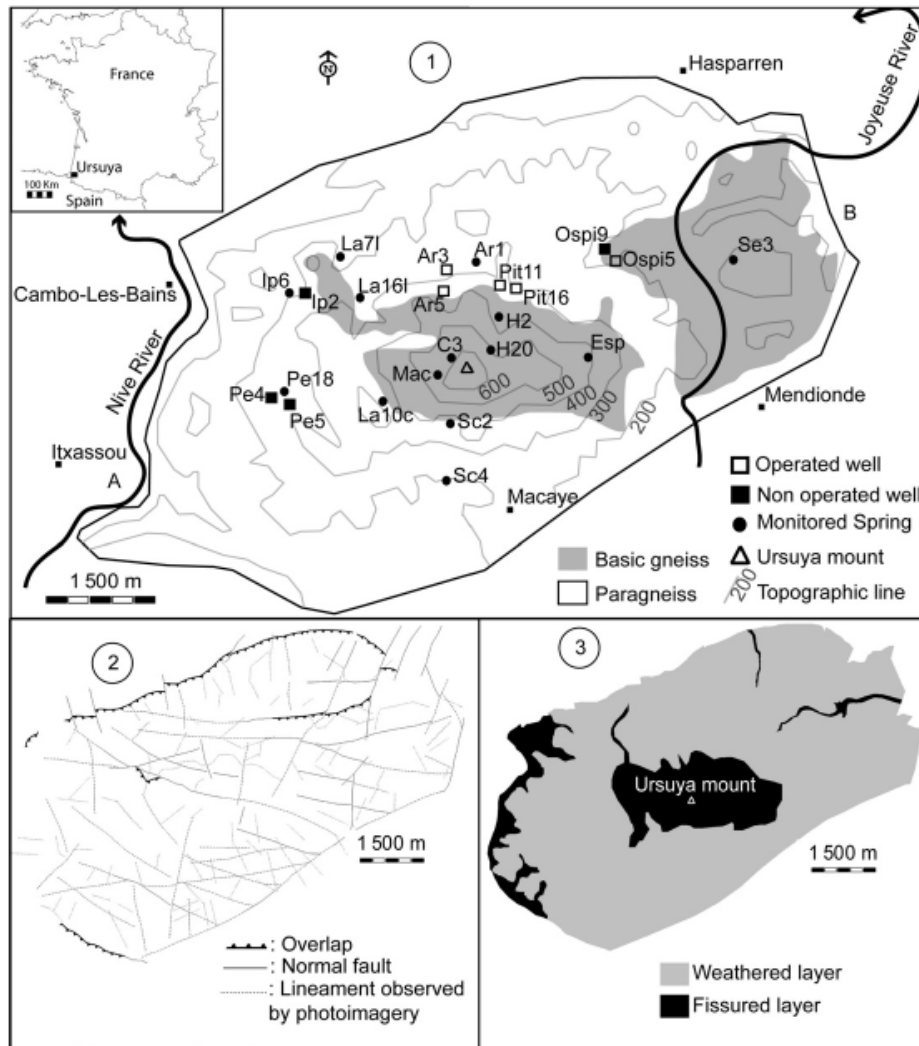 France
Ursuya
100 Km
Spain
N
1
Hasparren
Joyeuse River
B
Ospi9
Ospi5
Se3
La7l
Ar3
Ar1
Pit11
Pit16
Ip6
Ip2
La16l
Ar5
H2
Cambo-Les-Bains
Nive River
C3
H20
Esp
Mac
600
500
400
300
200
Pe18
Pe4
Pe5
La10c
Sc2
Mendionde
Itxassou
A
Sc4
Macaye
Operated well
Non operated well
Monitored Spring
Ursuya mount
200 Topographic line
Basic gneiss
Paragneiss
1 500 m
2
1 500 m
: Overlap
: Normal fault
: Lineament observed
by photoimagery
3
Ursuya mount
1 500 m
Weathered layer
Fissured layer